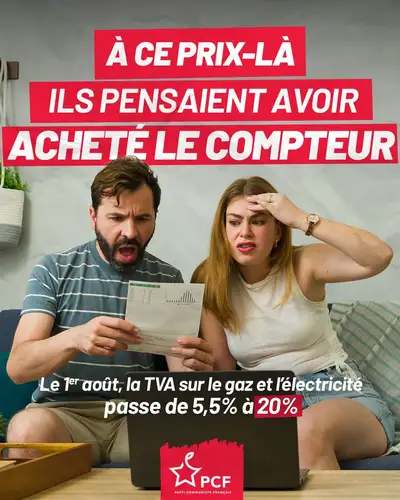 À CE PRIX-LÀ
ILS PENSAIENT AVOIR
ACHETÉ LE COMPTEUR
Le 1er août, la TVA sur le gaz et l'électricité
passe de 5,5% à 20%
PCF
PARTI COMMUNISTE FRANÇAIS